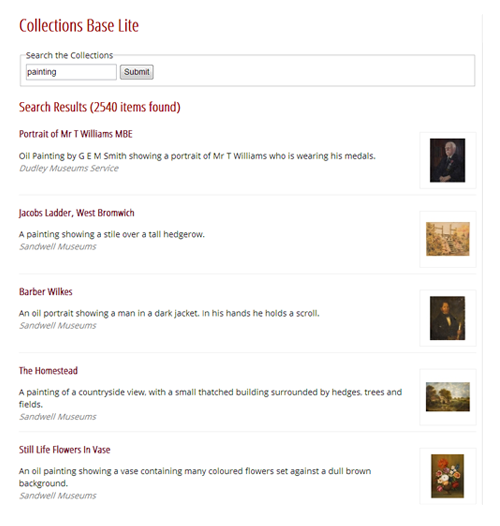 Collections Base Lite
Search the Collections
painting
Submit
Search Results (2540 items found)
Portrait of Mr T Williams MBE
Oil Painting by G E M Smith showing a portrait of Mr T Williams who is wearing his medals.
Dudley Museums Service
Jacobs Ladder, West Bromwich
A painting showing a stile over a tall hedgerow.
Sandwell Museums
Barber Wilkes
An oil portrait showing a man in a dark jacket. In his hands he holds a scroll.
Sandwell Museums
The Homestead
A painting of a countryside view, with a small thatched building surrounded by hedges, trees and
fields.
Sandwell Museums
Still Life Flowers In Vase
An oil painting showing a vase containing many coloured flowers set against a dull brown
background.
Sandwell Museums